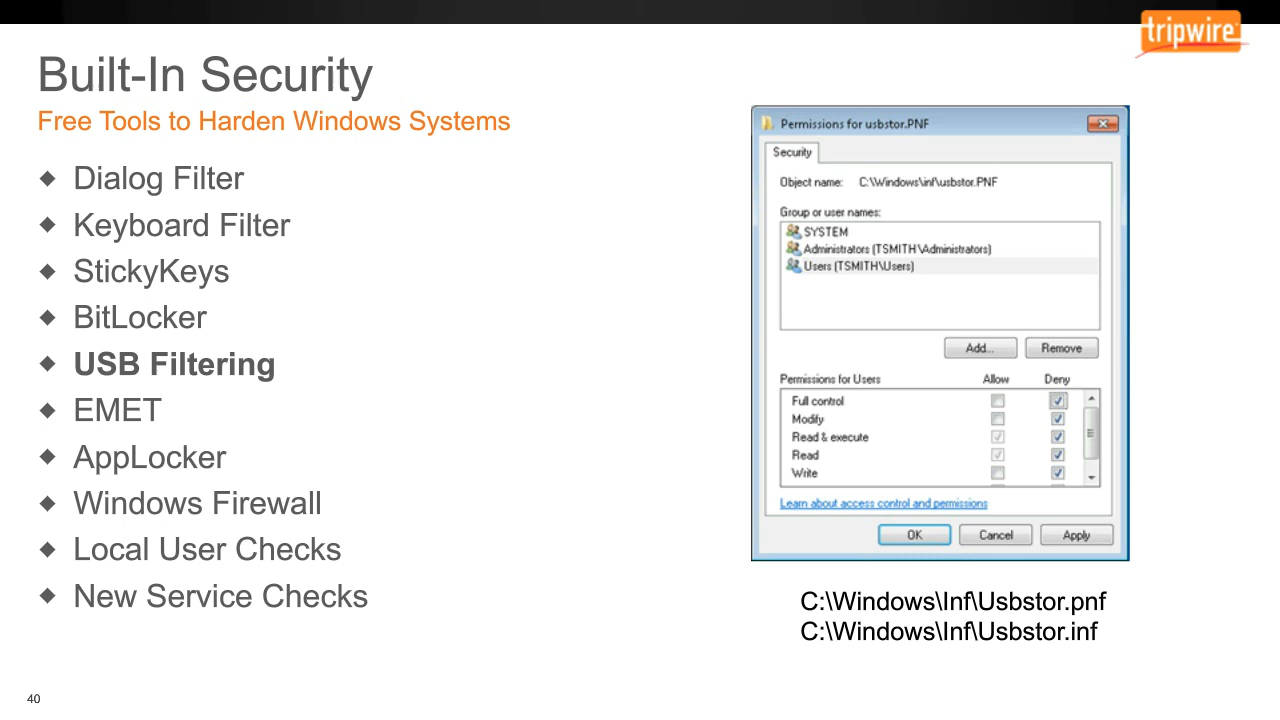 tripwire
Built-In Security
Free Tools to Harden Windows Systems
Dialog Filter
Keyboard Filter
StickyKeys
BitLocker
USB Filtering
EMET
AppLocker
Windows Firewall
Local User Checks
New Service Checks
Permissions for usbstor.PNF
Security
Object name: C:\Windows\inf\usbstor.PNF
Group or user names:
SYSTEM
Administrators (TSMITH\Administrators)
Users (TSMITH\Users)
Add... Remove
Permissions for Users Allow Deny
Full control
Modify
Read & execute
Read
Write
Learn about access control and permissions
OK Cancel Apply
C:\Windows\Inf\Usbstor.pnf
C:\Windows\Inf\Usbstor.inf
40